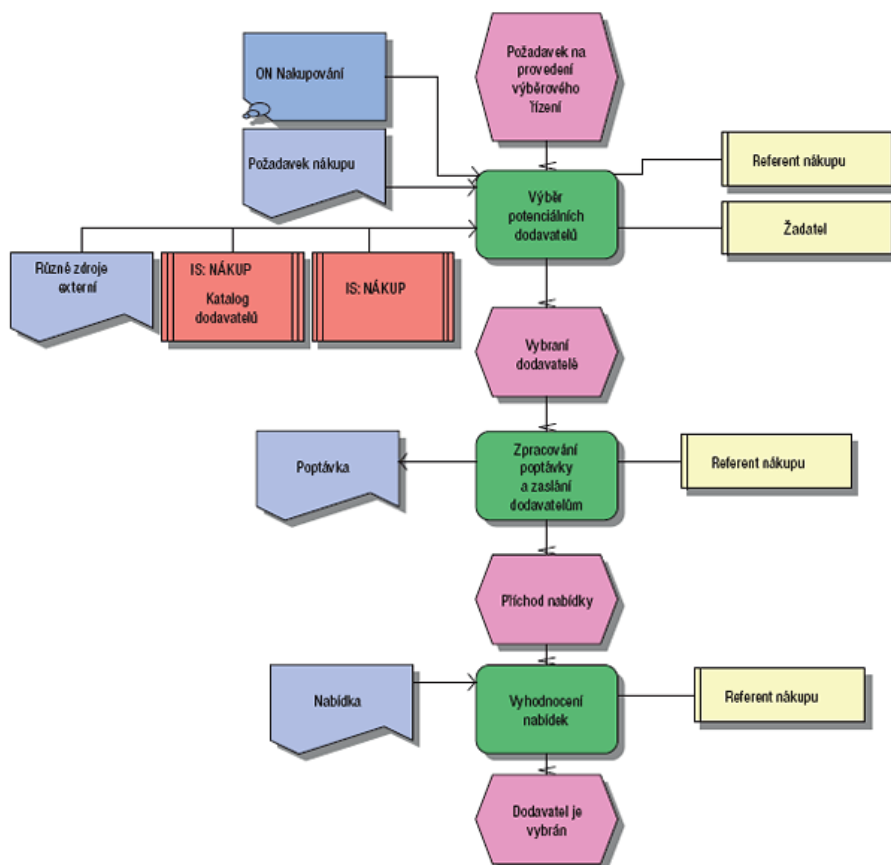 Požadavek na
provedení
výběrového
řízení
ON Nakupování
Požadavek nákupu
Výběr
potenciálních
dodavatelů
Referent nákupu
Žadatel
Různé zdroje
externí
IS: NÁKUP
Katalog
dodavatelů
IS: NÁKUP
Vybraní
dodavatelé
Poptávka
Zpracování
poptávky
a zaslání
dodavatelům
Referent nákupu
Příchod nabídky
Nabídka
Vyhodnocení
nabídek
Referent nákupu
Dodavatel je
vybrán